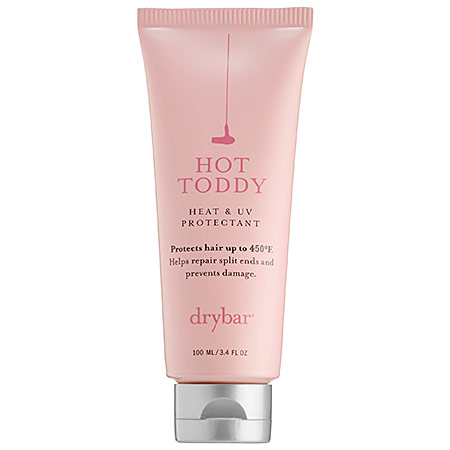 HOT
TODDY
HEAT & UV
PROTECTANT
Protects hair up to 450°F.
Helps repair split ends and
prevents damage.
drybar
100 ML/3.4 FL OZ